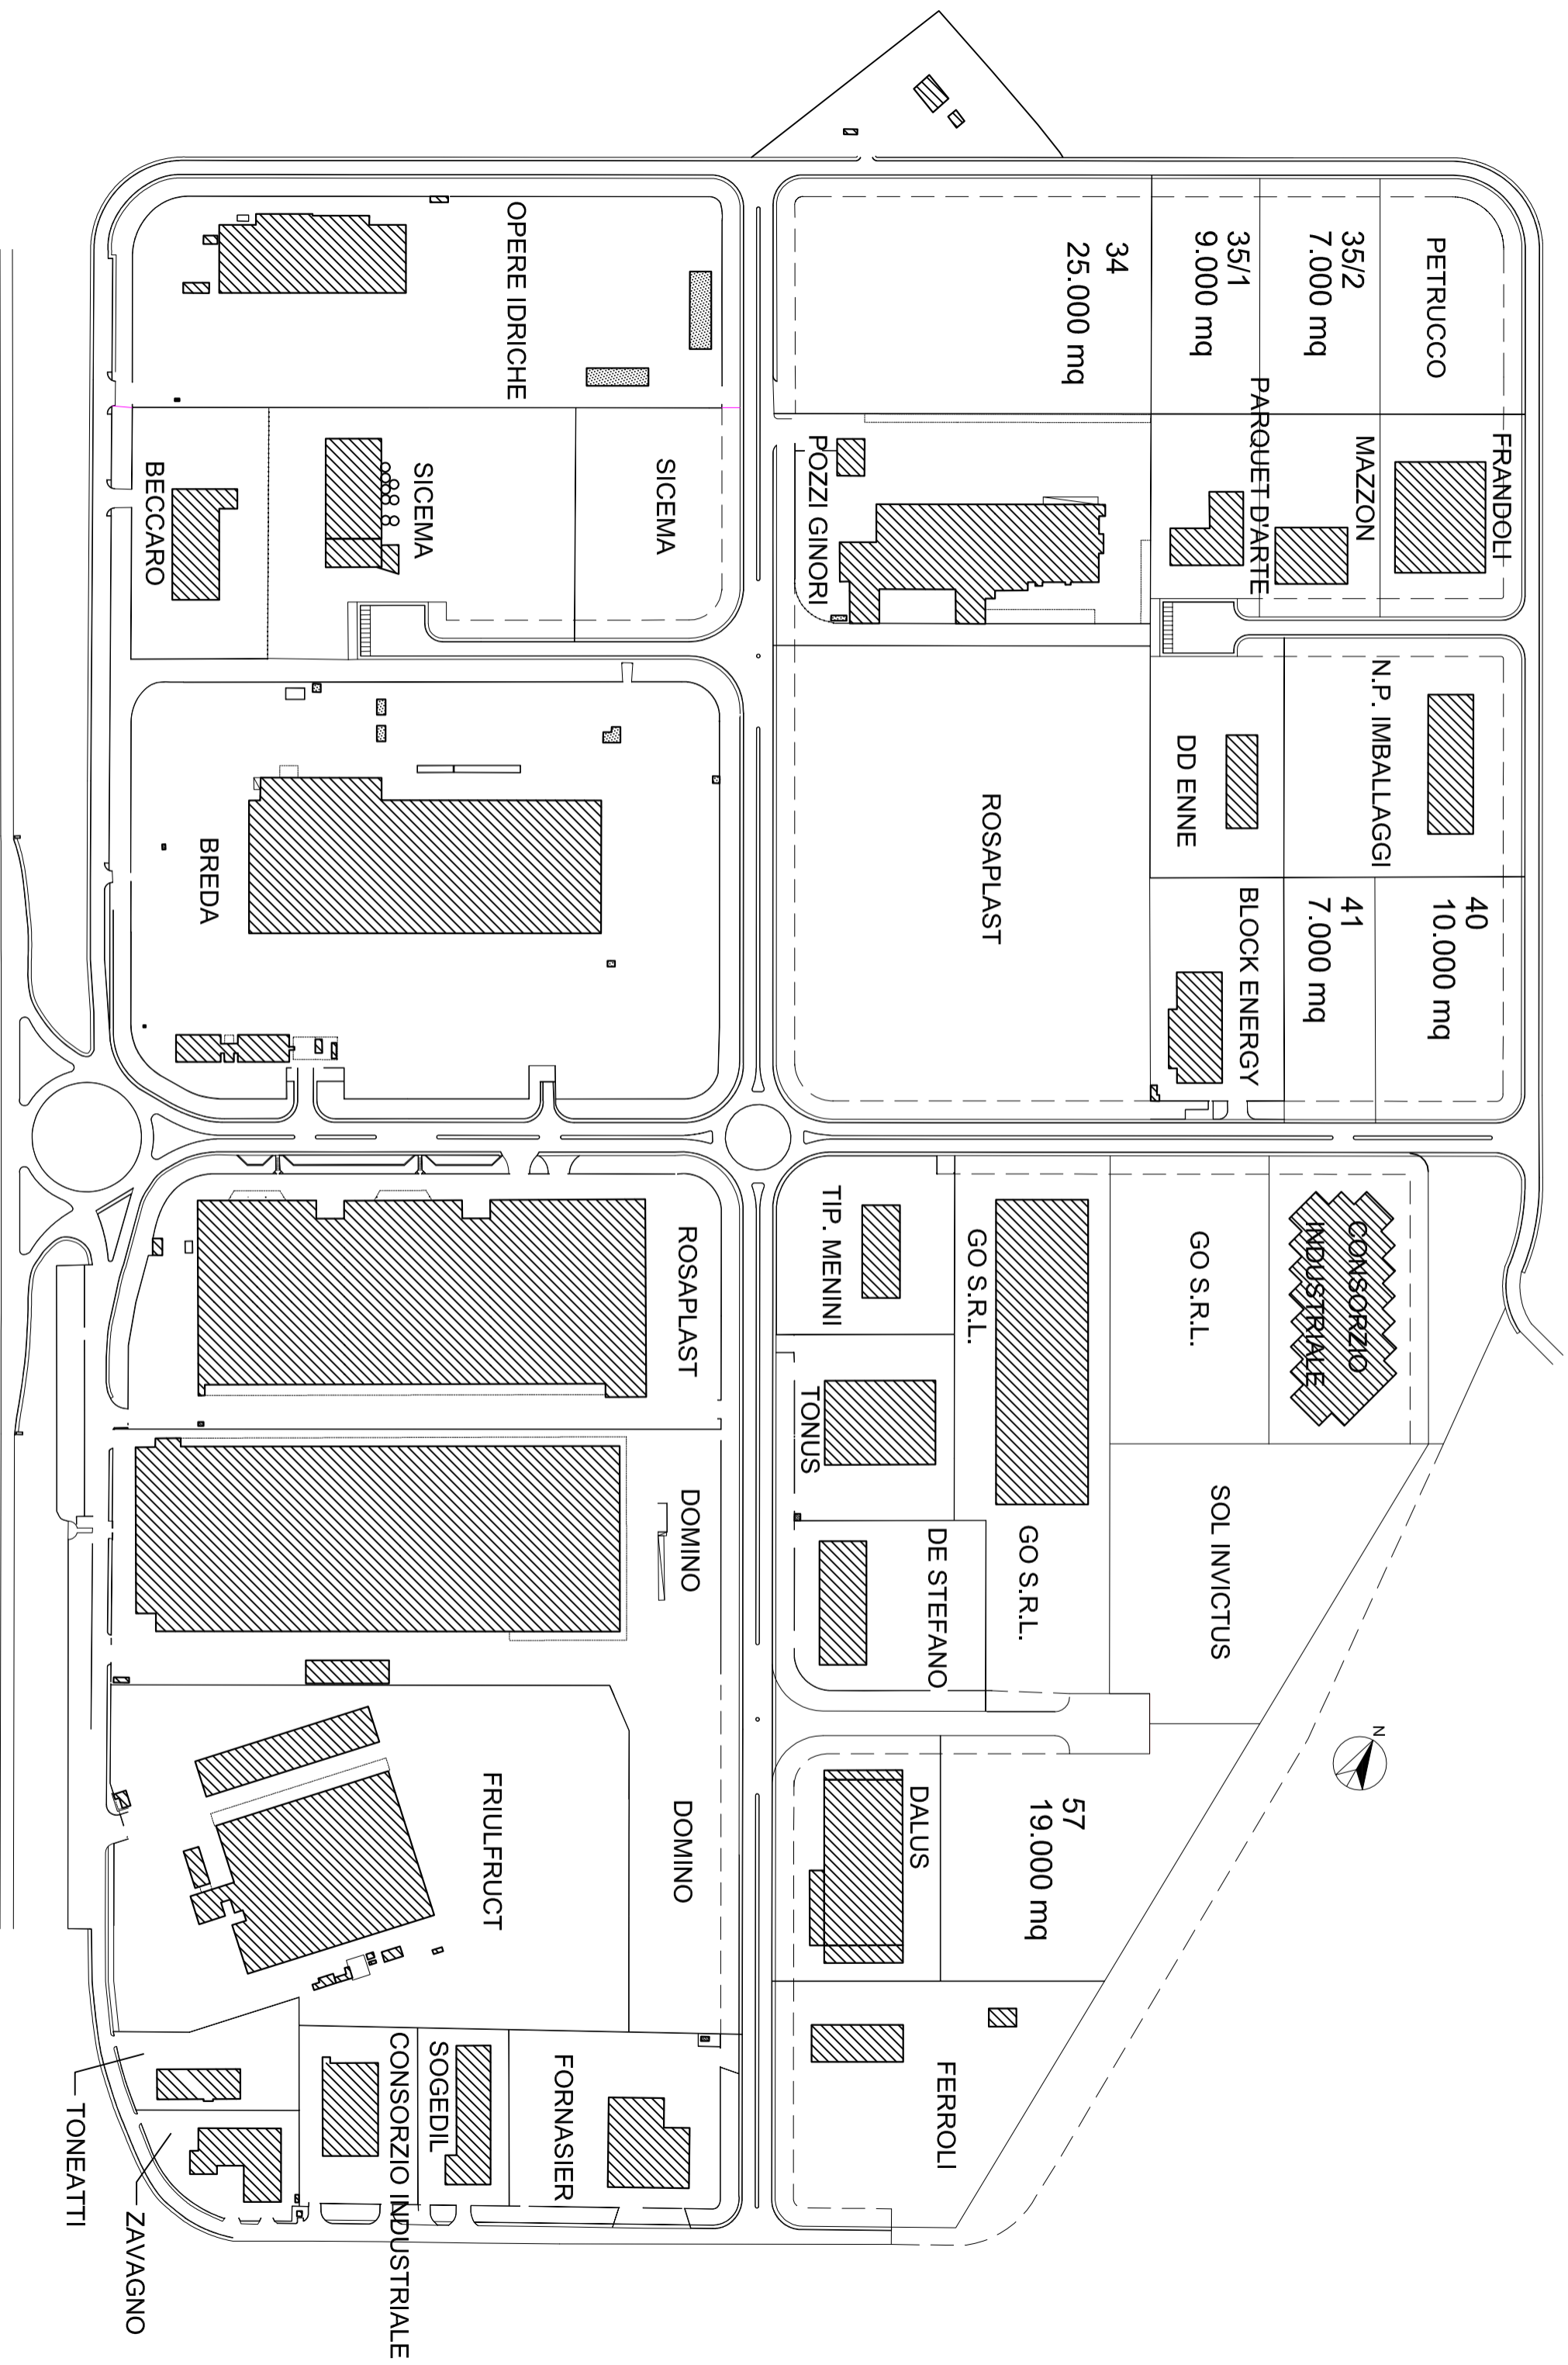 PETRUCCO
35/2
7.000 mq
35/1
9.000 mq
34
25.000 mq
OPERE IDRICHE
FRANDOLI
MAZZON
PARQUET D'ARTE
POZZI GINORI
SICEMA
SICEMA
BECCARO
N.P. IMBALLAGGI
DD ENNE
ROSAPLAST
BREDA
40
10.000 mq
41
7.000 mq
BLOCK ENERGY
CONSORZIO
INDUSTRIALE
GO S.R.L.
GO S.R.L.
TIP. MENINI
ROSAPLAST
SOL INVICTUS
GO S.R.L.
TONUS
DE STEFANO
DOMINO
N
57
19.000 mq
DALUS
DOMINO
FRIULFRUCT
FERROLI
FORNASIER
SOGEDIL
CONSORZIO INDUSTRIALE
TONEATTI
ZAVAGNO